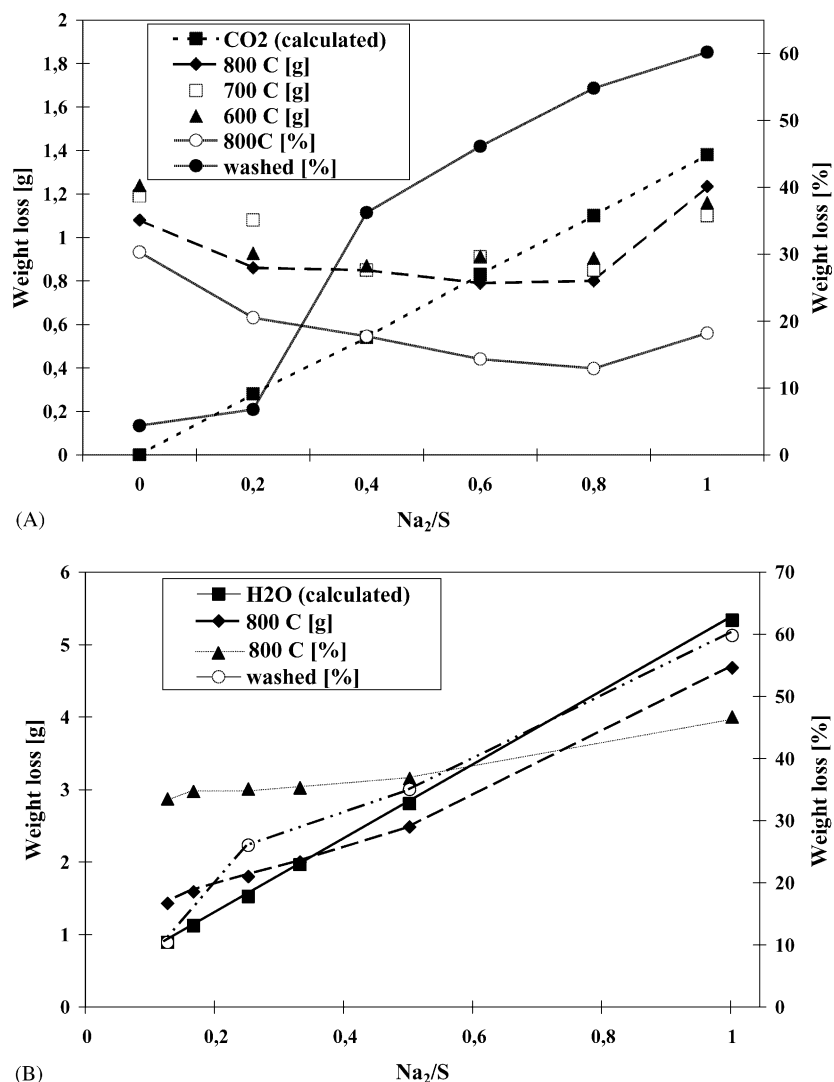 2
1,8
1,6
1,4
1,2
1
0,8
0,6
0,4
0,2
0
Weight loss [g]
CO2 (calculated)
800 C [g]
700 C [g]
600 C [g]
800C [%]
washed [%]
60
50
40
30
20
10
0
Weight loss [%]
0 0,2 0,4 0,6 0,8 1
Na2/S
(A)
6
5
4
3
2
1
0
Weight loss [g]
H2O (calculated)
800 C [g]
800 C [%]
washed [%]
70
60
50
40
30
20
10
0
Weight loss [%]
0 0,2 0,4 0,6 0,8 1
Na2/S
(B)